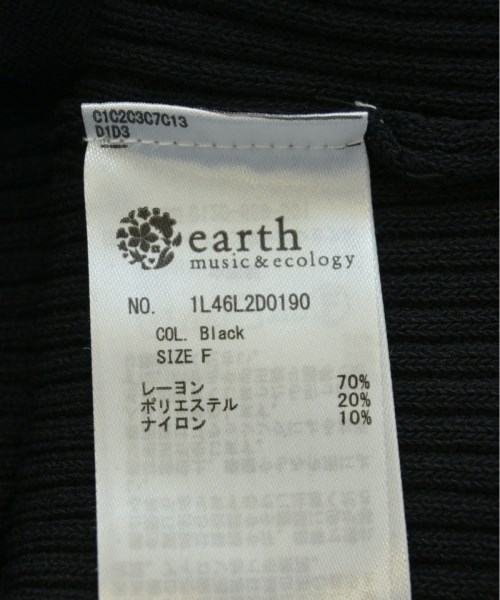 C1C2C3C7C13
D1D3
earth
music&ecology
NO. 1L46L2D0190
COL. Black
SIZE F
レーヨン 70%
ポリエステル 20%
ナイロン 10%